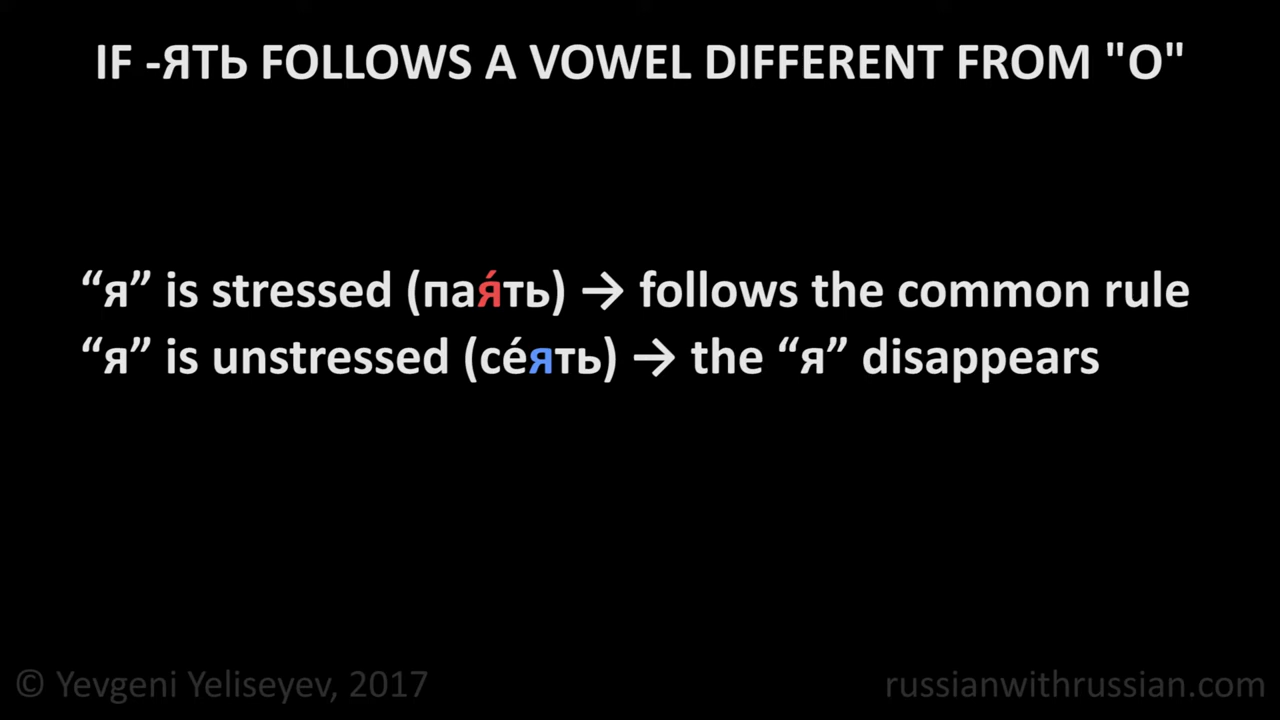 IF -ЯТЬ FOLLOWS A VOWEL DIFFERENT FROM "O"
“я” is stressed (пая́ть) → follows the common rule
“я” is unstressed (се́ять) → the “я” disappears
© Yevgeni Yeliseyev, 2017
russianwithrussian.com